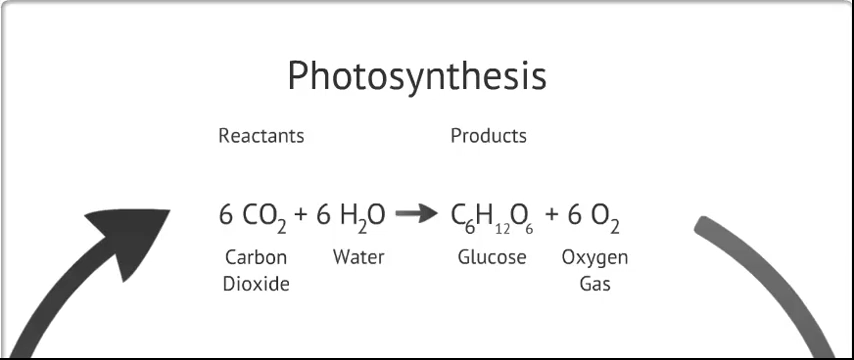 Photosynthesis
Reactants Products
6 CO₂ + 6 H₂O → C₆H₁₂O₆ + 6 O₂
Carbon Dioxide Water Glucose Oxygen Gas